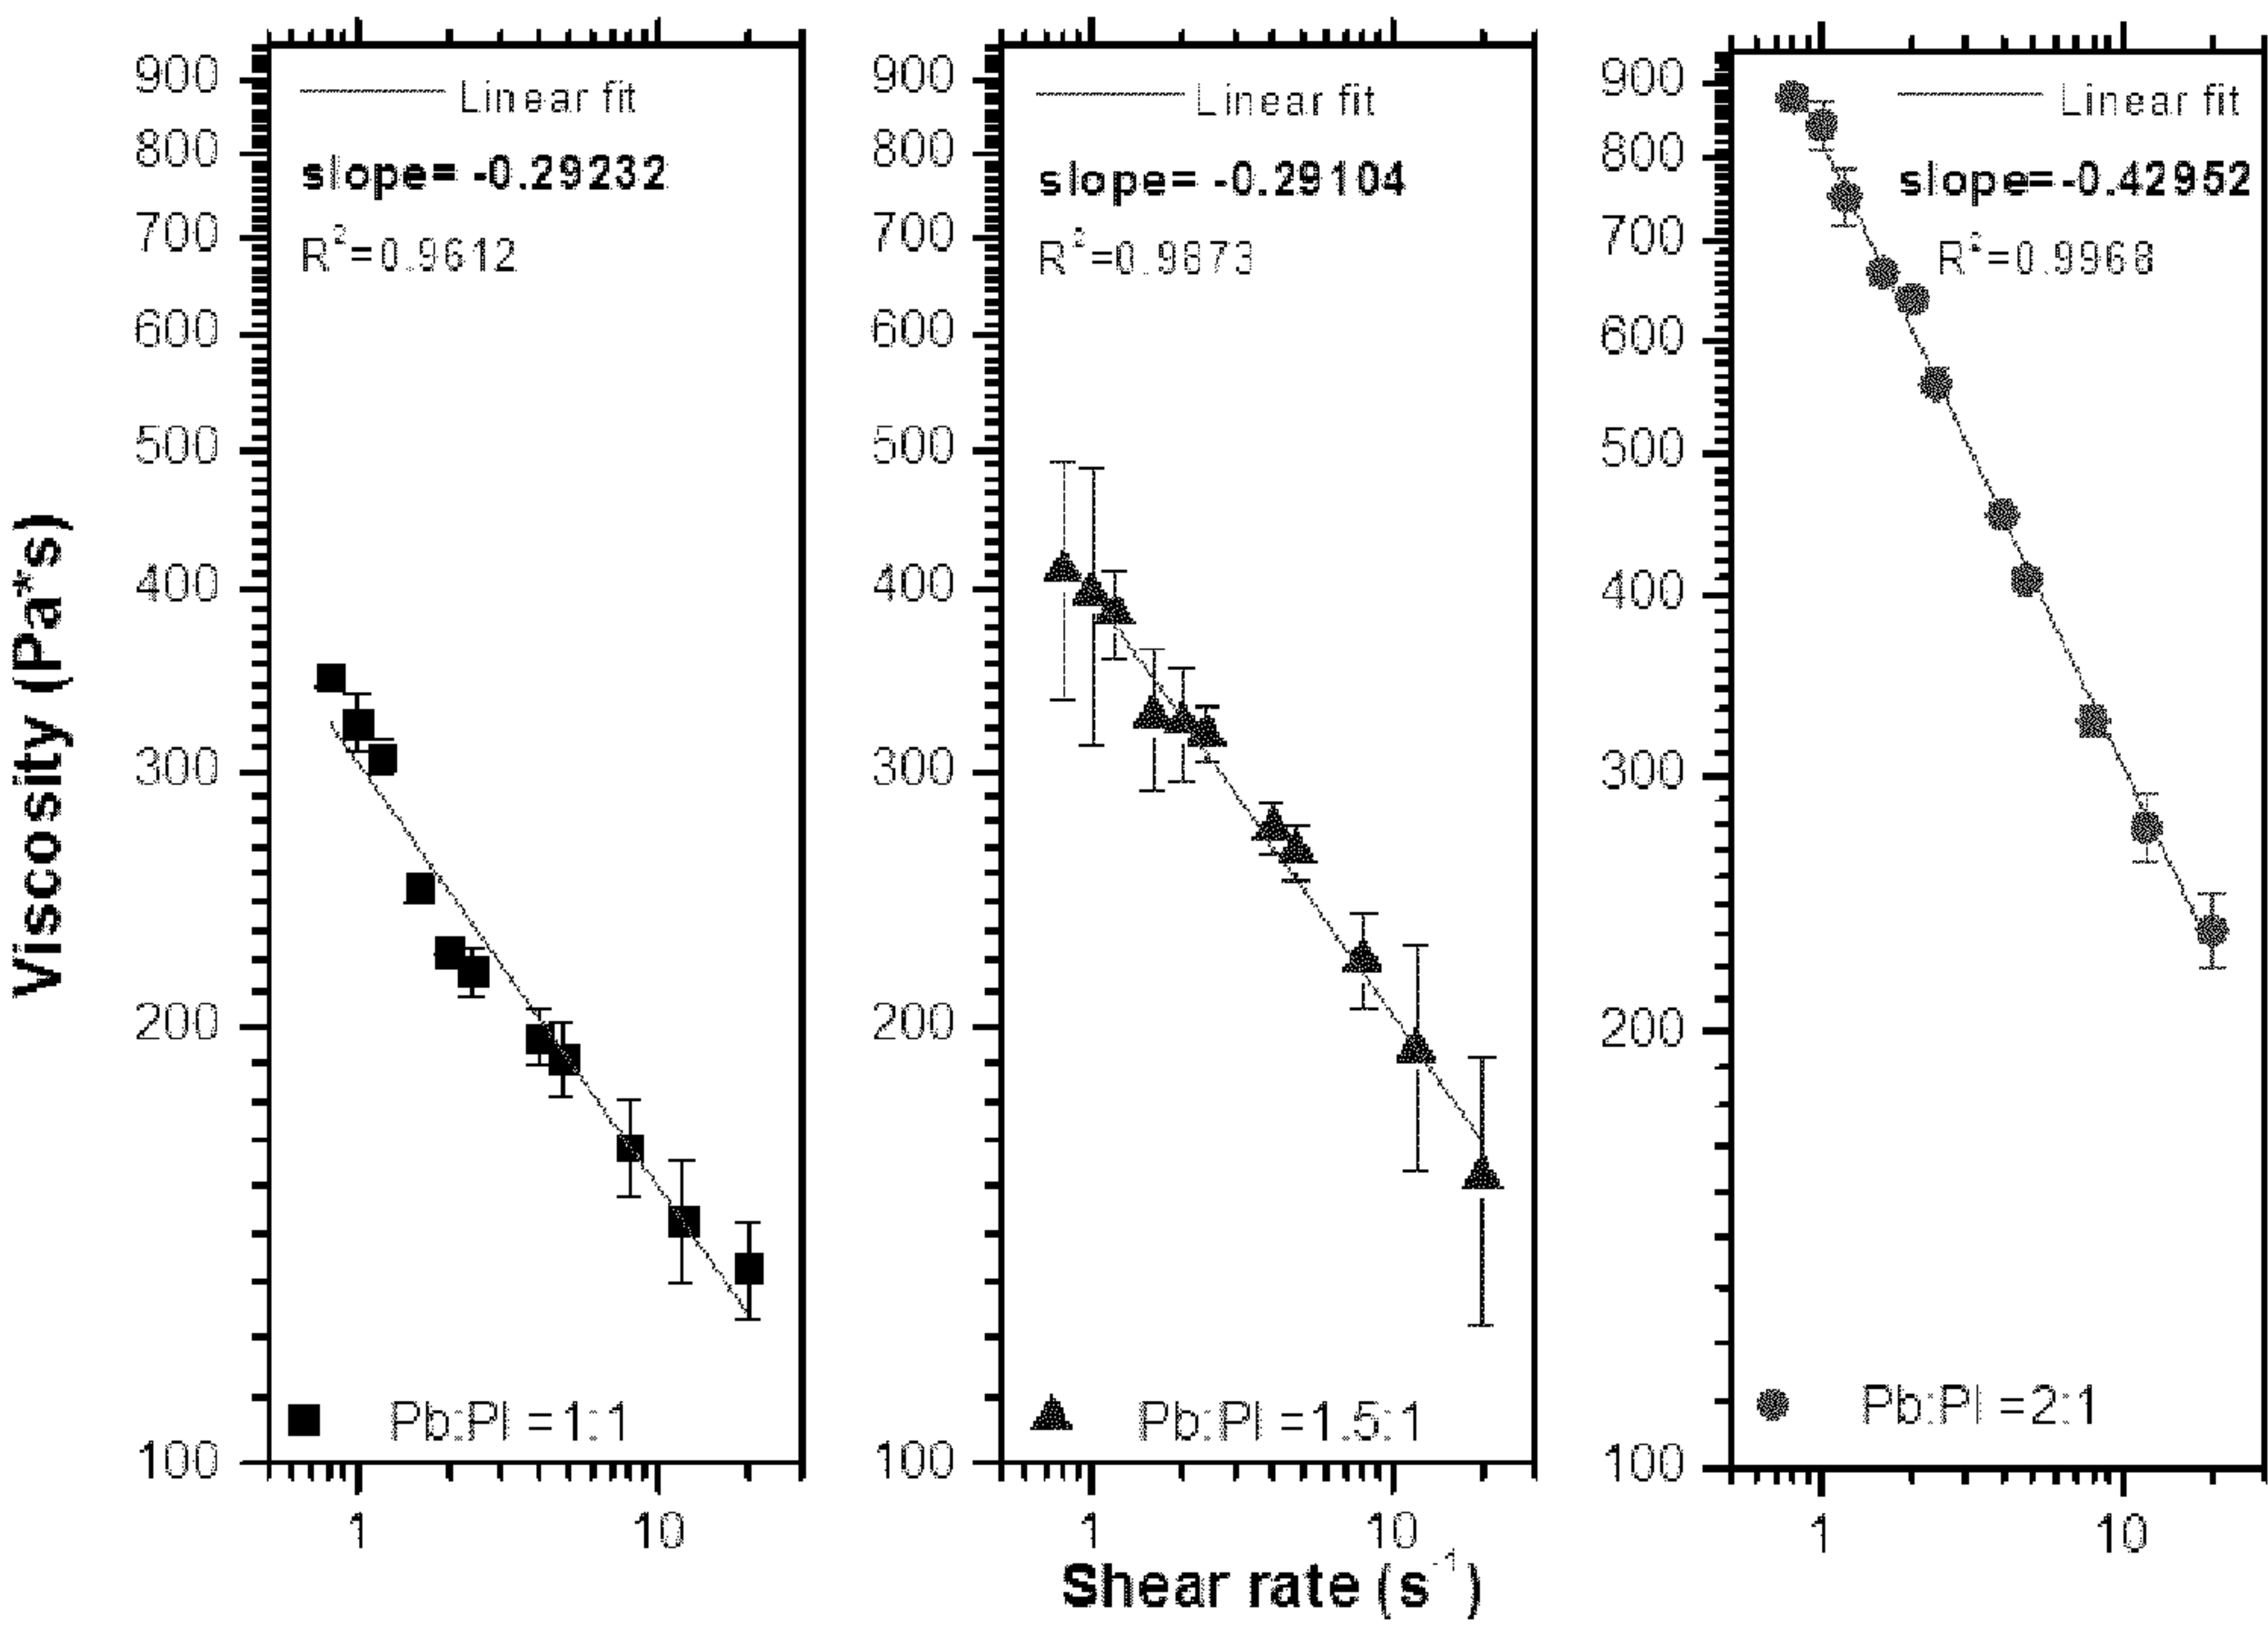 Viscosity (Pa*s)
900
800
700
600
500
400
300
200
100
Linear fit
slope= -0.29232
R²=0.9612
Pb:Pl =1:1
1
10
900
800
700
600
500
400
300
200
100
Linear fit
slope= -0.29104
R²=0.9873
Pb:Pl =1.5:1
1
10
900
800
700
600
500
400
300
200
100
Linear fit
slope=-0.42952
R²=0.9968
Pb:Pl =2:1
1
10
Shear rate (s⁻¹)